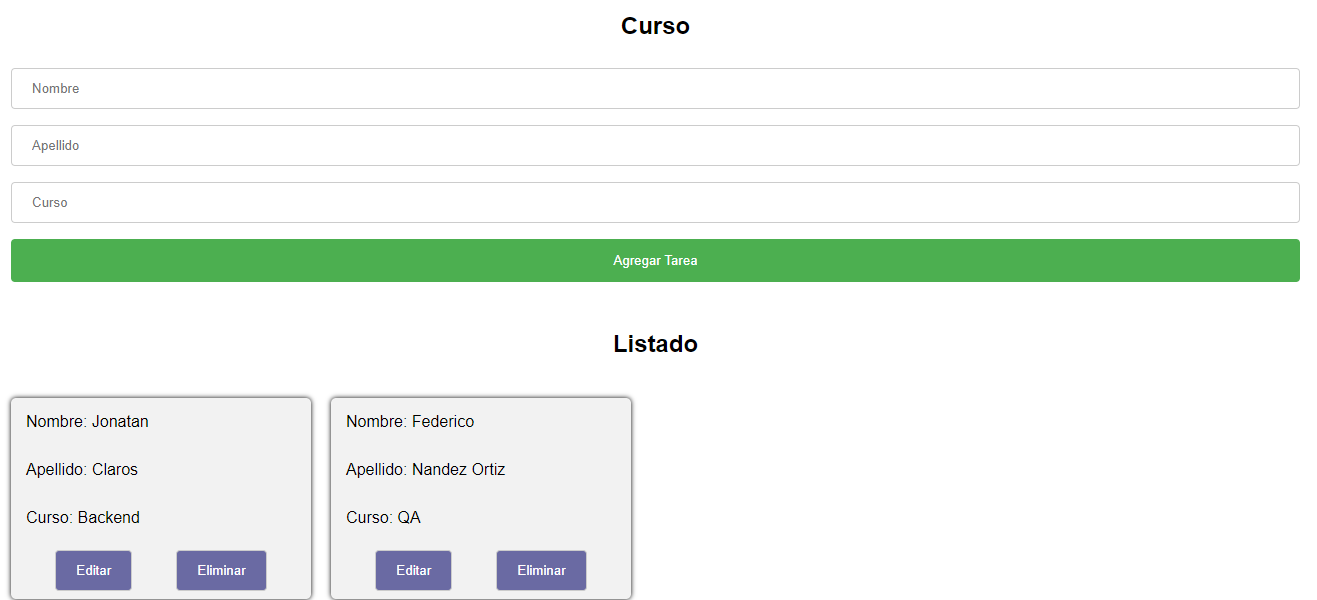 Curso
Nombre
Apellido
Curso
Agregar Tarea
Listado
Nombre: Jonatan
Apellido: Claros
Curso: Backend
Editar Eliminar
Nombre: Federico
Apellido: Nandez Ortiz
Curso: QA
Editar Eliminar